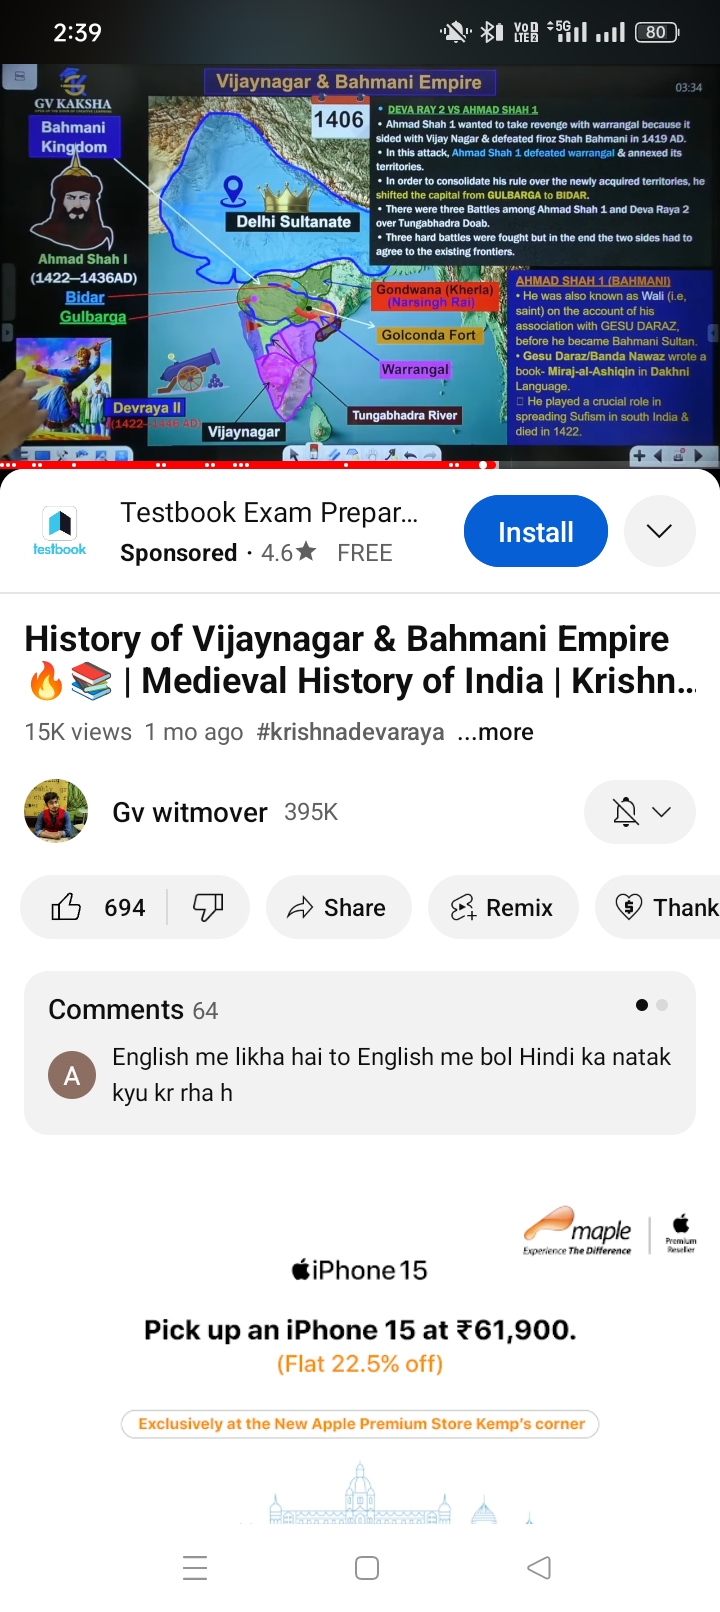 2:39
VoD
LTE2
5G
80
Vijaynagar & Bahmani Empire
03:34
GV KAKSHA
Bahmani
Kingdom
1406
• DEVA RAY 2 VS AHMAD SHAH 1
• Ahmad Shah 1 wanted to take revenge with warrangal because it
sided with Vijay Nagar & defeated firoz Shah Bahmani in 1419 AD.
• In this attack, Ahmad Shah 1 defeated warrangal & annexed its
territories.
• In order to consolidate his rule over the newly acquired territories, he
shifted the capital from GULBARGA to BIDAR.
• There were three Battles among Ahmad Shah 1 and Deva Raya 2
over Tungabhadra Doab.
• Three hard battles were fought but in the end the two sides had to
agree to the existing frontiers.
Delhi Sultanate
Ahmad Shah I
(1422–1436AD)
Bidar
Gulbarga
Gondwana (Kherla)
(Narsingh Rai)
Golconda Fort
Warrangal
Tungabhadra River
Devraya II
(1422–1446 AD)
Vijaynagar
AHMAD SHAH 1 (BAHMANI)
• He was also known as Wali (i.e,
saint) on the account of his
association with GESU DARAZ,
before he became Bahmani Sultan.
• Gesu Daraz/Banda Nawaz wrote a
book- Miraj-al-Ashiqin in Dakhni
Language.
He played a crucial role in
spreading Sufism in south India &
died in 1422.
testbook
Testbook Exam Prepar...
Sponsored · 4.6★ FREE
Install
History of Vijaynagar & Bahmani Empire
🔥📚 | Medieval History of India | Krishn...
15K views 1 mo ago #krishnadevaraya ...more
Gv witmover 395K
694
Share
Remix
Thank
Comments 64
A
English me likha hai to English me bol Hindi ka natak
kyu kr rha h
maple
Experience The Difference
Premium
Reseller
iPhone 15
Pick up an iPhone 15 at ₹61,900.
(Flat 22.5% off)
Exclusively at the New Apple Premium Store Kemp's corner